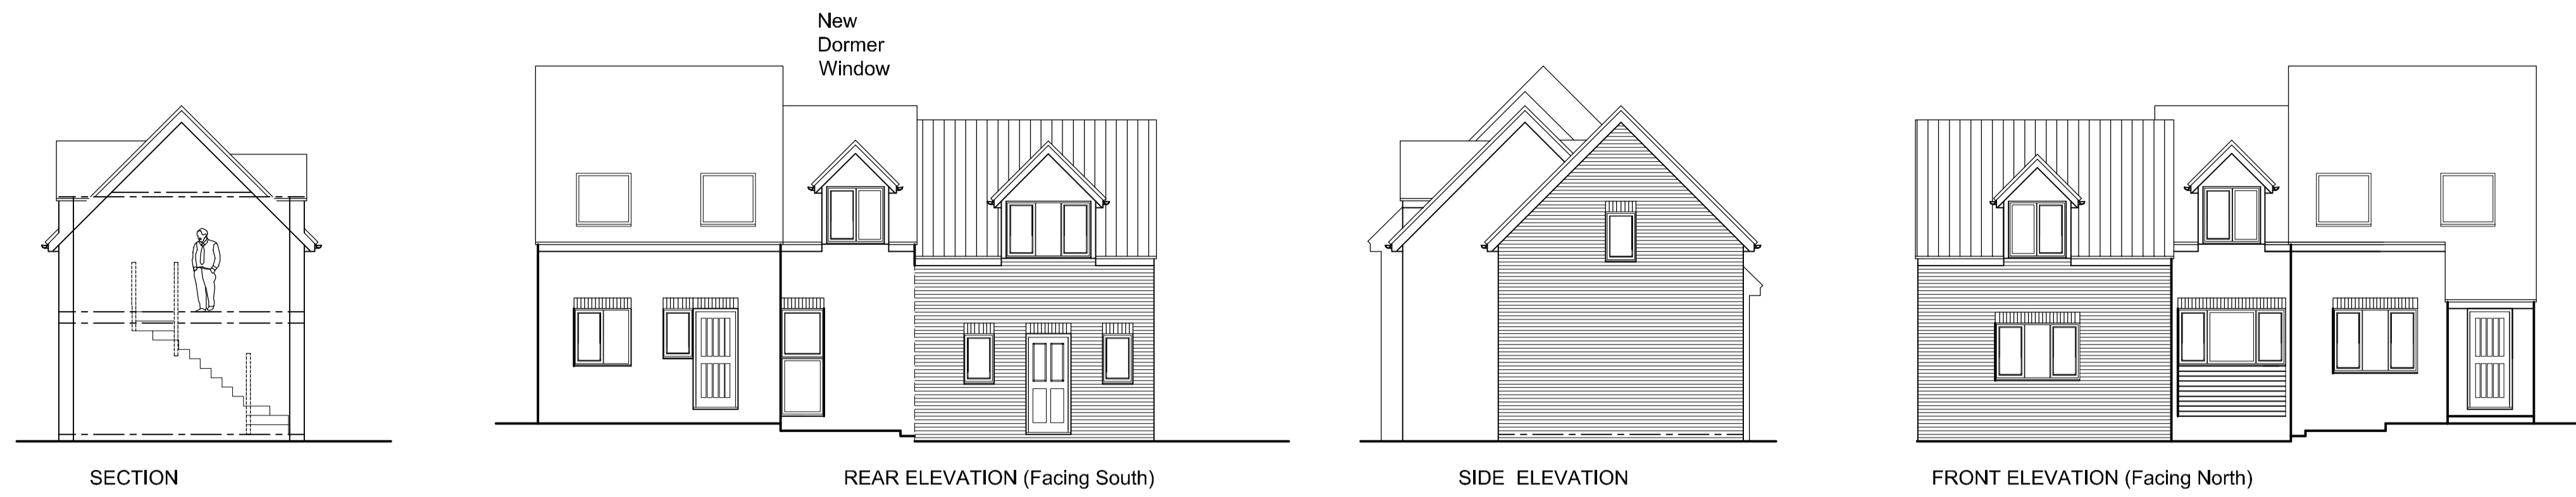 New
Dormer
Window
SECTION
REAR ELEVATION (Facing South)
SIDE ELEVATION
FRONT ELEVATION (Facing North)